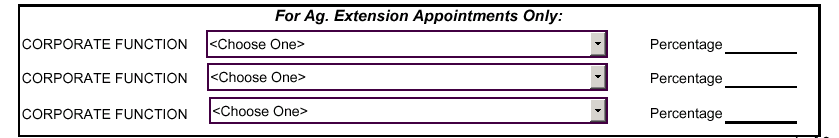 For Ag. Extension Appointments Only:
CORPORATE FUNCTION <Choose One> Percentage
CORPORATE FUNCTION <Choose One> Percentage
CORPORATE FUNCTION <Choose One> Percentage